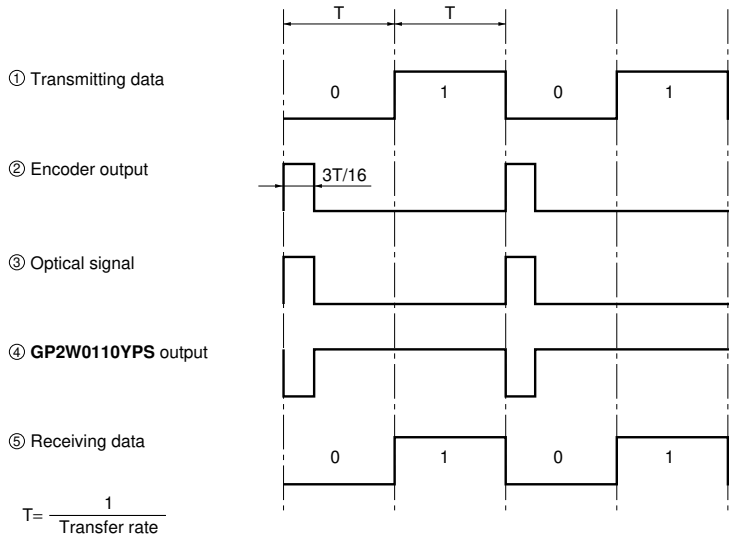 T T
① Transmitting data
0 1 0 1
② Encoder output
3T/16
③ Optical signal
④ GP2W0110YPS output
⑤ Receiving data
0 1 0 1
T= 1
Transfer rate